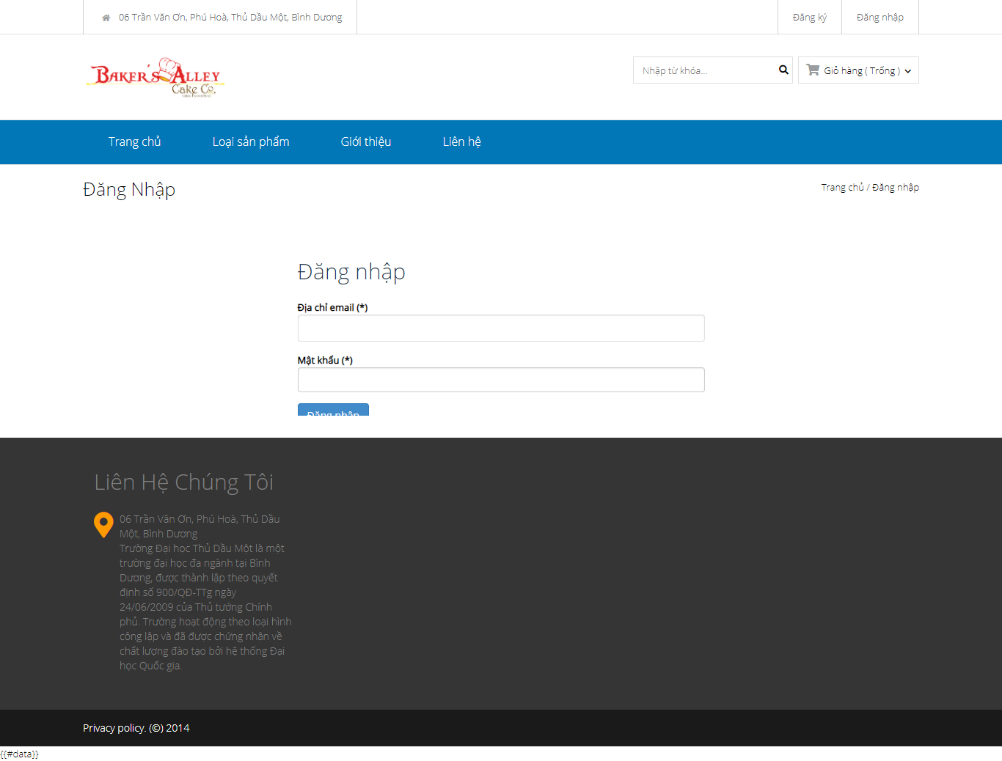 06 Trần Văn Ơn, Phú Hoà, Thủ Dầu Một, Bình Dương
Đăng ký
Đăng nhập
BAKER'S ALLEY
Cake Co.
Nhập từ khóa...
Giỏ hàng ( Trống )
Trang chủ
Loại sản phẩm
Giới thiệu
Liên hệ
Đăng Nhập
Trang chủ / Đăng nhập
Đăng nhập
Địa chỉ email (*)
Mật khẩu (*)
Đăng nhập
Liên Hệ Chúng Tôi
06 Trần Văn Ơn, Phú Hoà, Thủ Dầu
Một, Bình Dương
Trường Đại học Thủ Dầu Một là một
trường đại học đa ngành tại Bình
Dương, được thành lập theo quyết
định số 900/QĐ-TTg ngày
24/06/2009 của Thủ tướng Chính
phủ. Trường hoạt động theo loại hình
công lập và đã được chứng nhận về
chất lượng đào tạo bởi hệ thống Đại
học Quốc gia.
Privacy policy. (©) 2014
{{#data}}